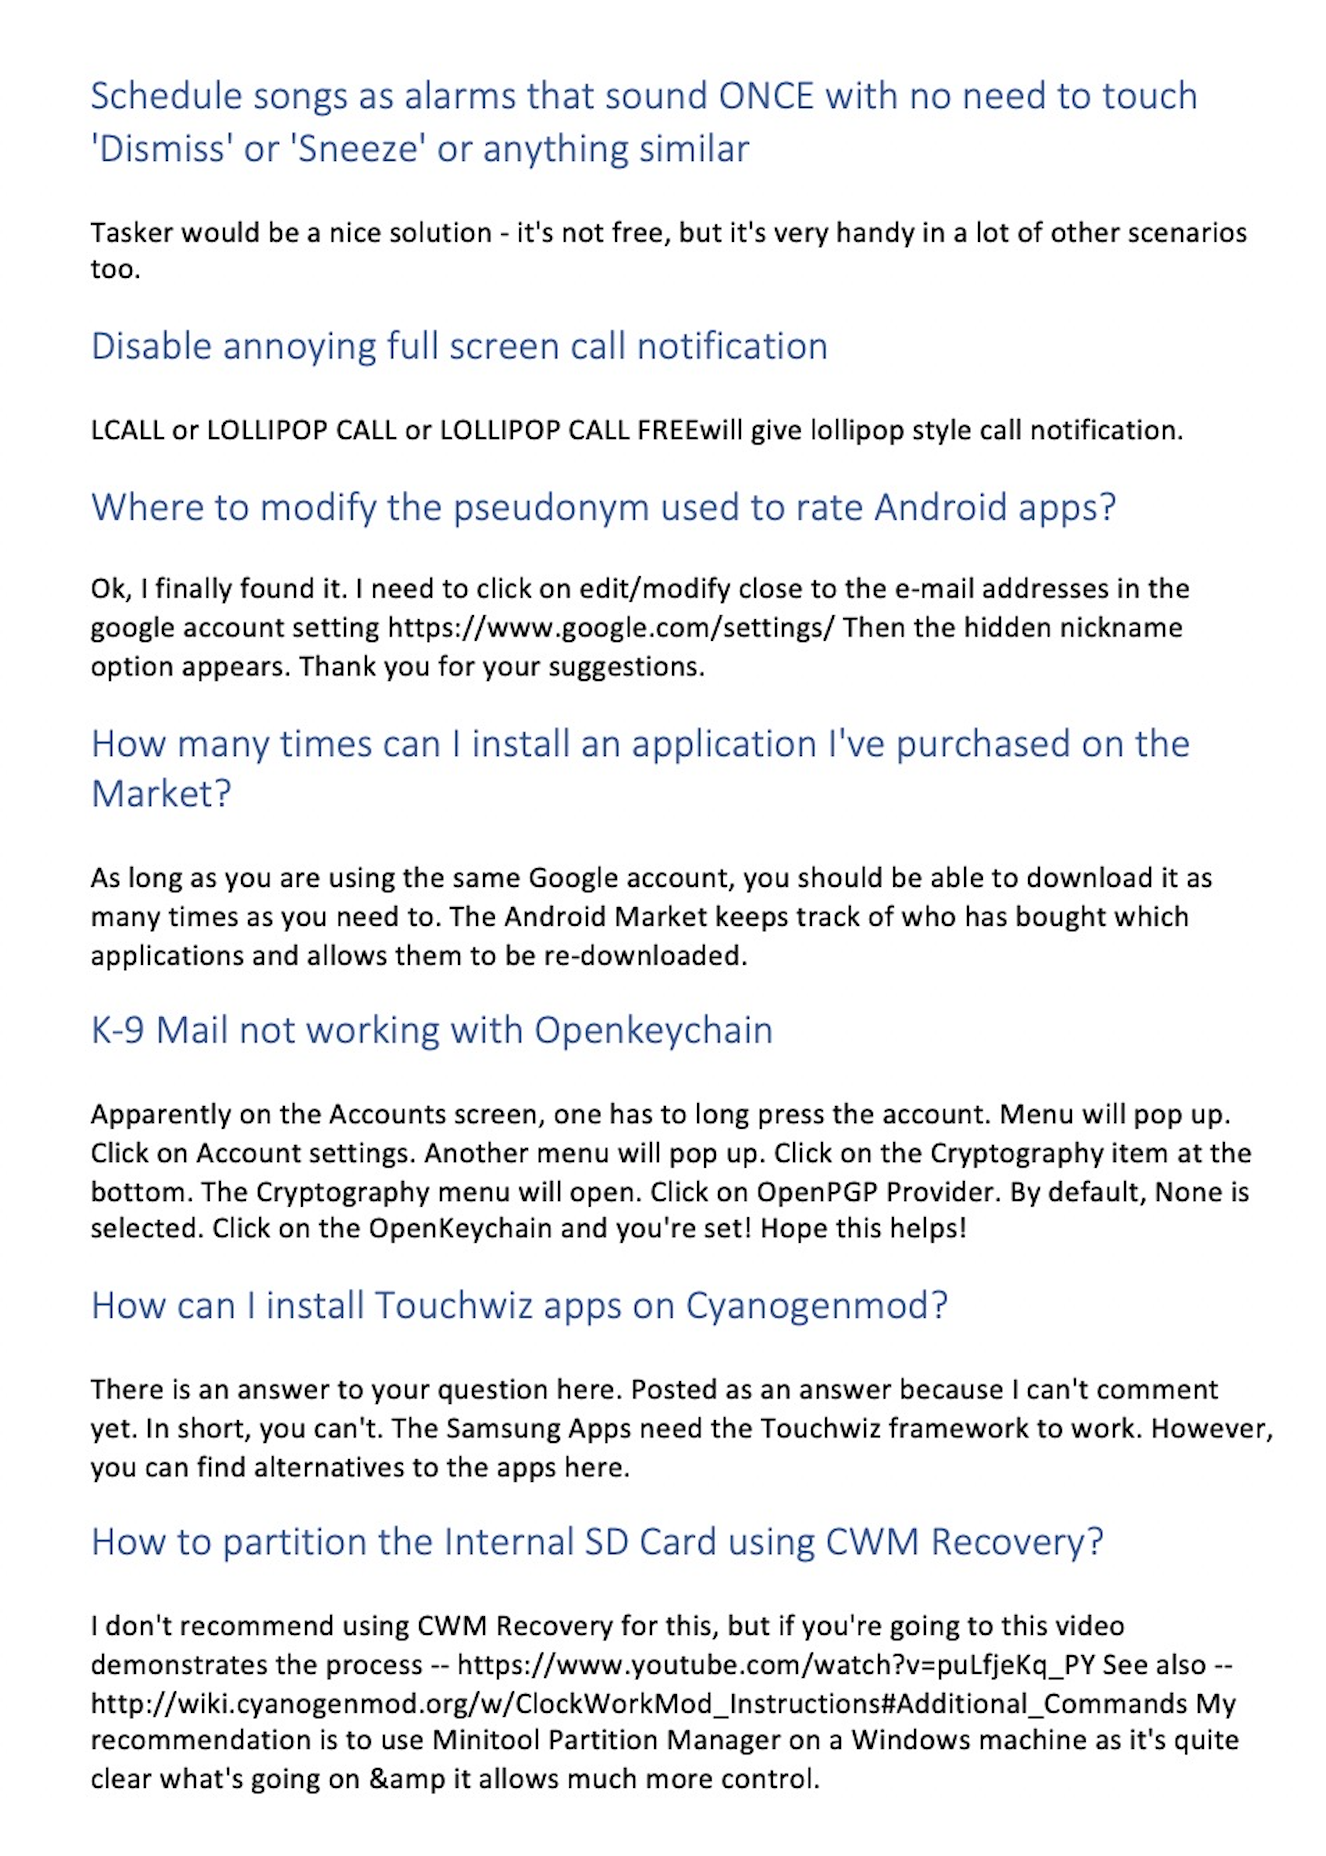 Schedule songs as alarms that sound ONCE with no need to touch
'Dismiss' or 'Sneeze' or anything similar
Tasker would be a nice solution - it's not free, but it's very handy in a lot of other scenarios
too.
Disable annoying full screen call notification
LCALL or LOLLIPOP CALL or LOLLIPOP CALL FREEwill give lollipop style call notification.
Where to modify the pseudonym used to rate Android apps?
Ok, I finally found it. I need to click on edit/modify close to the e-mail addresses in the
google account setting https://www.google.com/settings/ Then the hidden nickname
option appears. Thank you for your suggestions.
How many times can I install an application I've purchased on the
Market?
As long as you are using the same Google account, you should be able to download it as
many times as you need to. The Android Market keeps track of who has bought which
applications and allows them to be re-downloaded.
K-9 Mail not working with Openkeychain
Apparently on the Accounts screen, one has to long press the account. Menu will pop up.
Click on Account settings. Another menu will pop up. Click on the Cryptography item at the
bottom. The Cryptography menu will open. Click on OpenPGP Provider. By default, None is
selected. Click on the OpenKeychain and you're set! Hope this helps!
How can I install Touchwiz apps on Cyanogenmod?
There is an answer to your question here. Posted as an answer because I can't comment
yet. In short, you can't. The Samsung Apps need the Touchwiz framework to work. However,
you can find alternatives to the apps here.
How to partition the Internal SD Card using CWM Recovery?
I don't recommend using CWM Recovery for this, but if you're going to this video
demonstrates the process -- https://www.youtube.com/watch?v=puLfjeKq_PY See also --
http://wiki.cyanogenmod.org/w/ClockWorkMod_Instructions#Additional_Commands My
recommendation is to use Minitool Partition Manager on a Windows machine as it's quite
clear what's going on &amp it allows much more control.